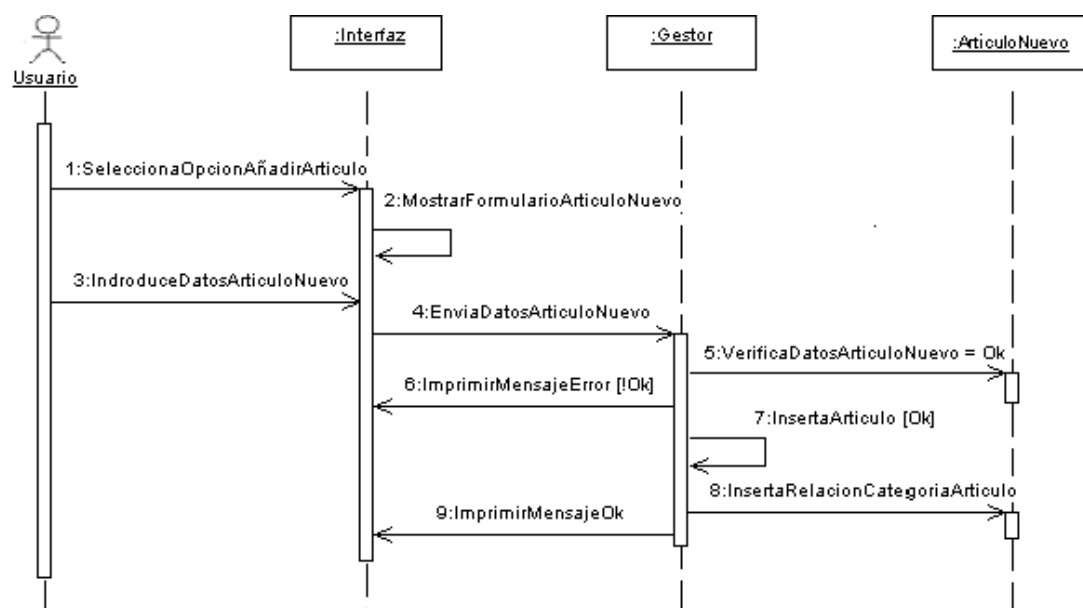 :Interfaz
:Gestor
:ArticuloNuevo
Usuario
1:SeleccionaOpcionAñadirArticulo
2:MostrarFormularioArticuloNuevo
3:IndroduceDatosArticuloNuevo
4:EnviaDatosArticuloNuevo
5:VerificaDatosArticuloNuevo = Ok
6:ImprimirMensajeError [!Ok]
7:InsertaArticulo [Ok]
8:InsertaRelacionCategoriaArticulo
9:ImprimirMensajeOk